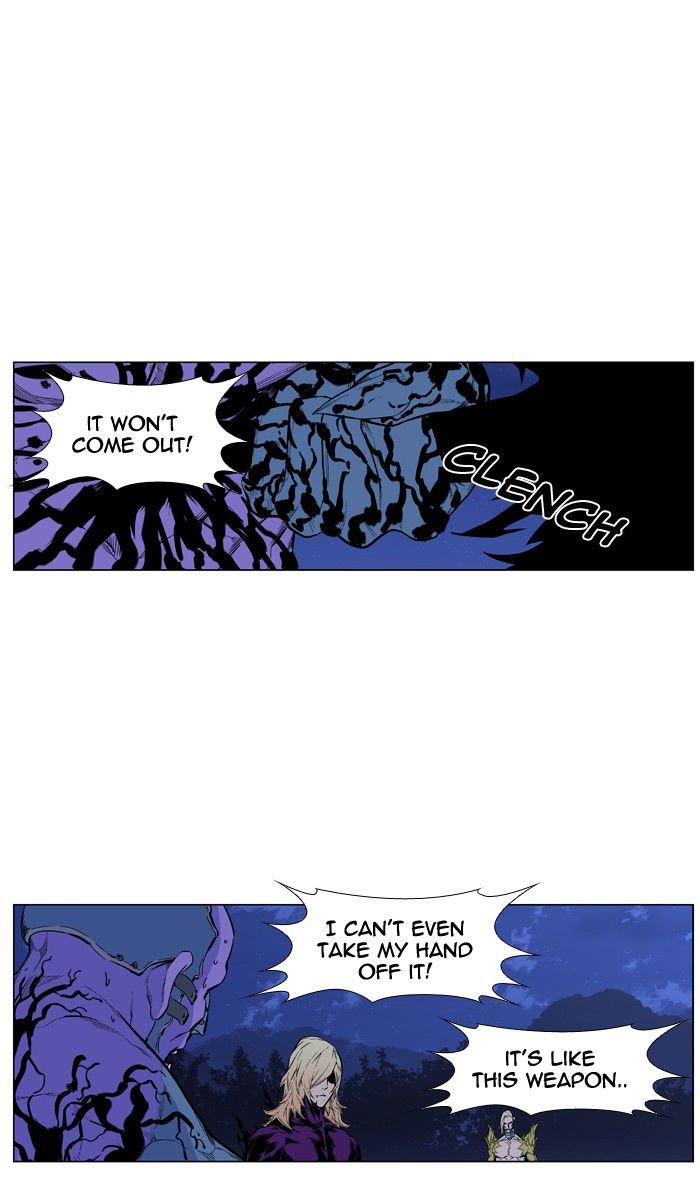 IT WON'T
COME OUT!
CLENCH
I CAN'T EVEN
TAKE MY HAND
OFF IT!
IT'S LIKE
THIS WEAPON..